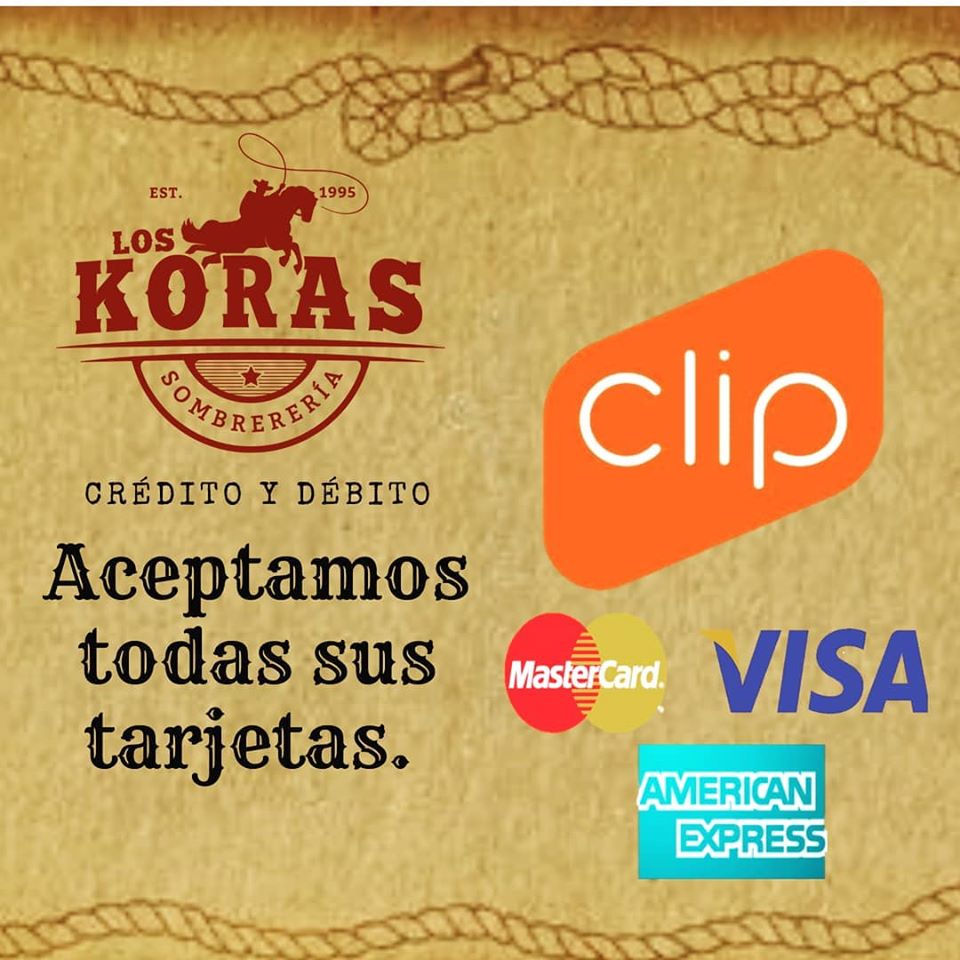 EST. 1995
LOS
KORAS
SOMBRERERÍA
CRÉDITO Y DÉBITO
Aceptamos
todas sus
tarjetas.
clip
MasterCard.
VISA
AMERICAN
EXPRESS